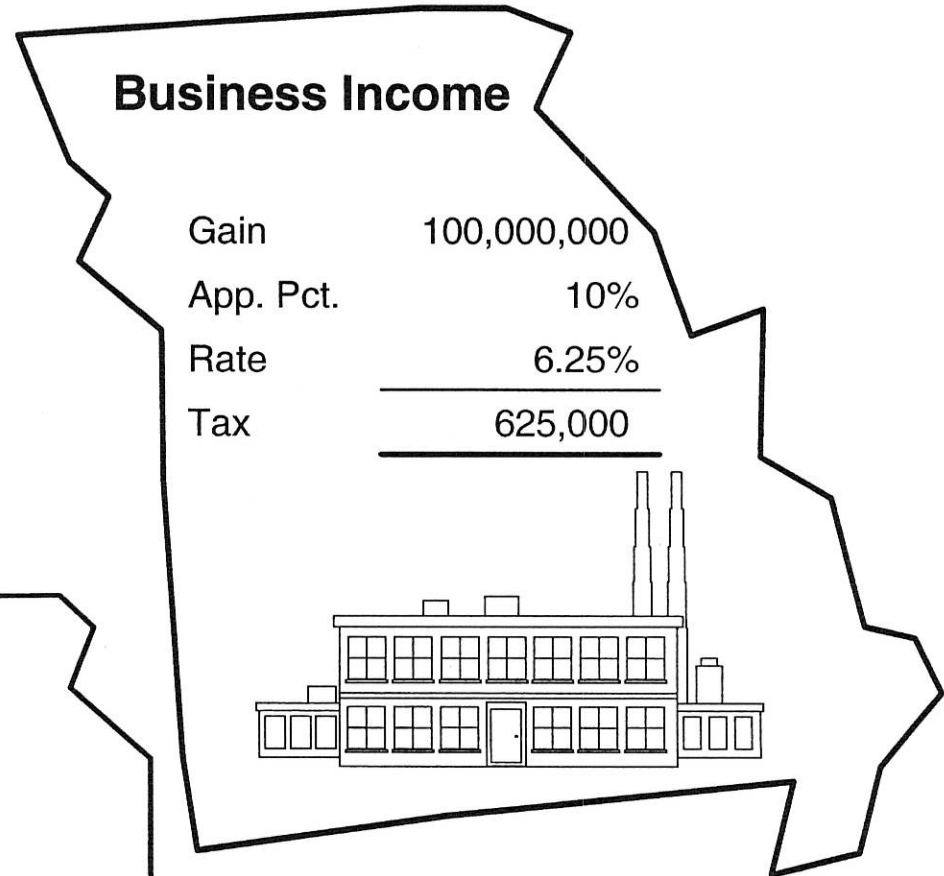 Business Income
Gain 100,000,000
App. Pct. 10%
Rate 6.25%
Tax 625,000